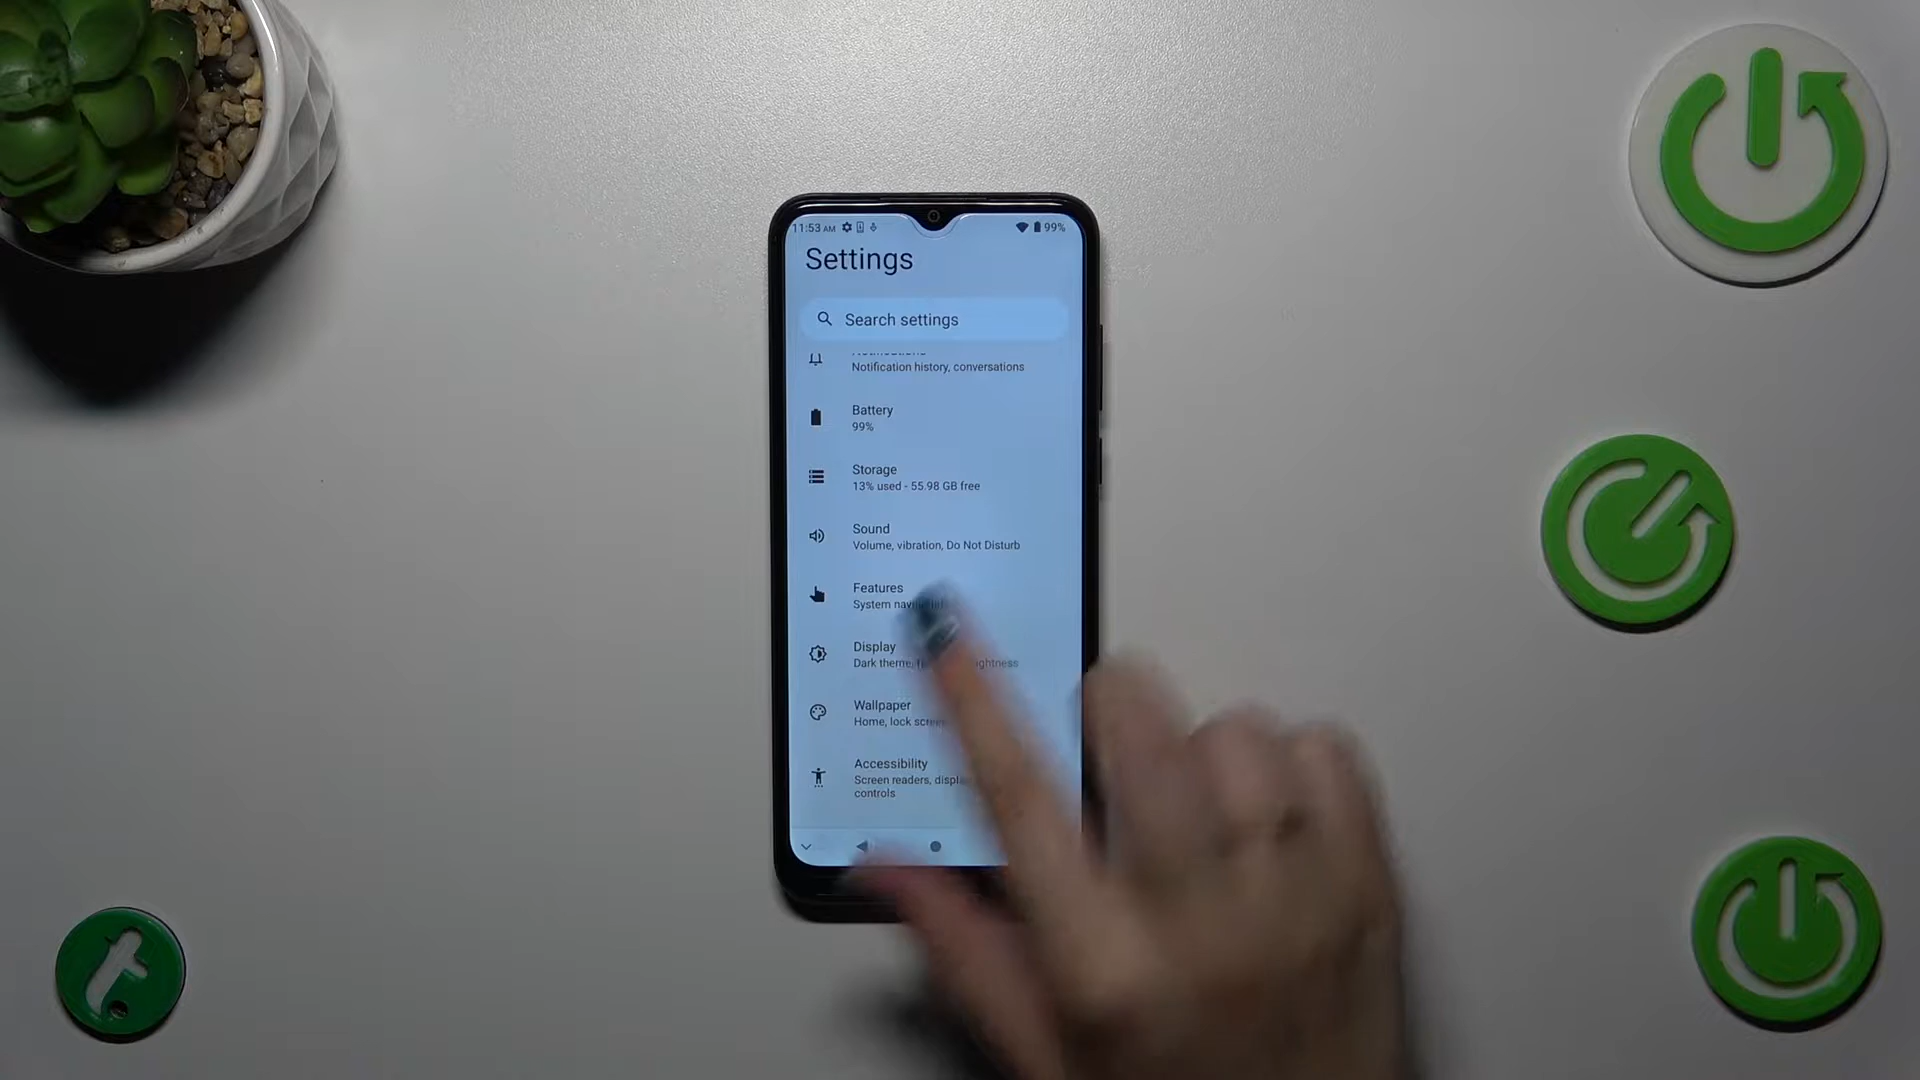 11:53 AM
99%
Settings
Search settings
Notification history, conversations
Battery
99%
Storage
13% used - 55.98 GB free
Sound
Volume, vibration, Do Not Disturb
Features
System
Display
Dark theme,
Wallpaper
Home, lock
Accessibility
Screen readers,
controls